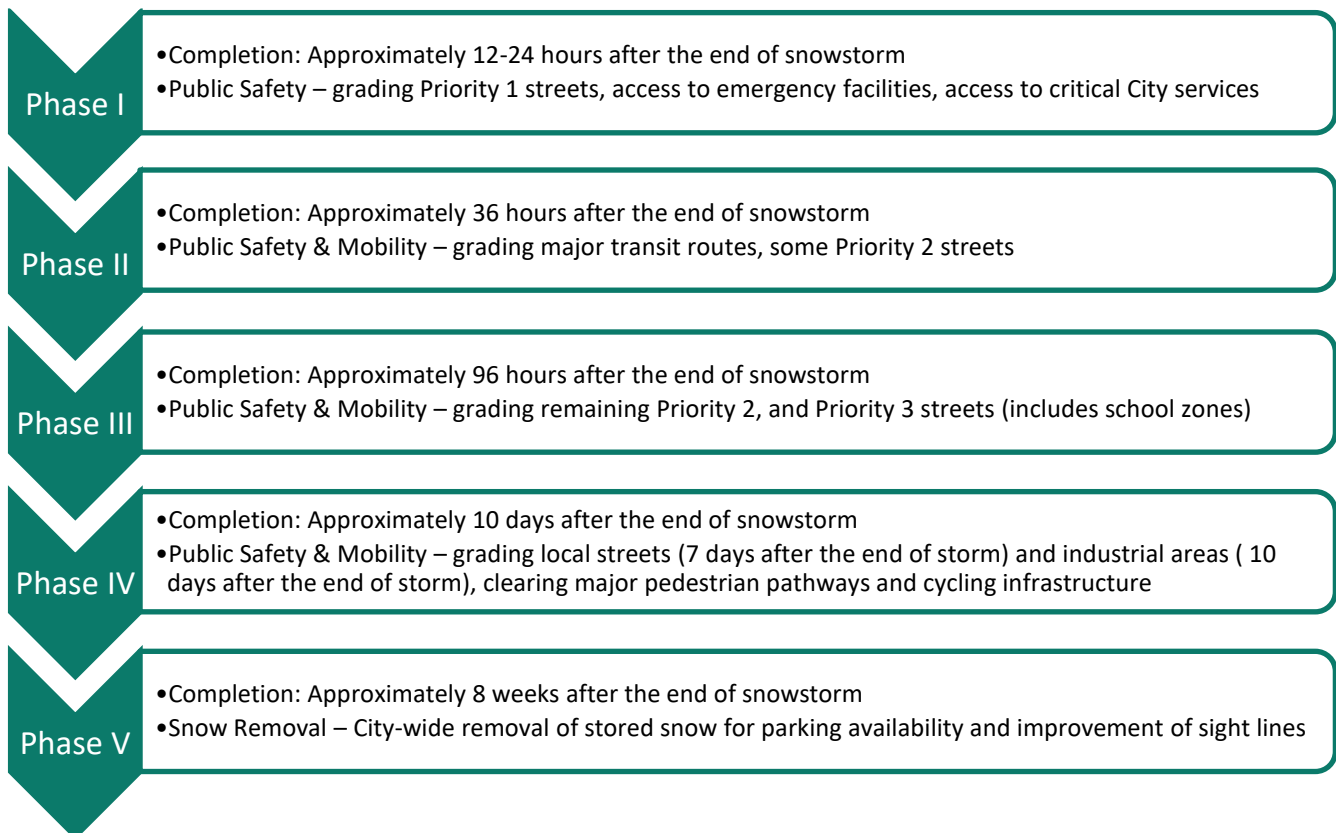 Phase I
•Completion: Approximately 12-24 hours after the end of snowstorm
•Public Safety – grading Priority 1 streets, access to emergency facilities, access to critical City services
Phase II
•Completion: Approximately 36 hours after the end of snowstorm
•Public Safety & Mobility – grading major transit routes, some Priority 2 streets
Phase III
•Completion: Approximately 96 hours after the end of snowstorm
•Public Safety & Mobility – grading remaining Priority 2, and Priority 3 streets (includes school zones)
Phase IV
•Completion: Approximately 10 days after the end of snowstorm
•Public Safety & Mobility – grading local streets (7 days after the end of storm) and industrial areas ( 10
days after the end of storm), clearing major pedestrian pathways and cycling infrastructure
Phase V
•Completion: Approximately 8 weeks after the end of snowstorm
•Snow Removal – City-wide removal of stored snow for parking availability and improvement of sight lines